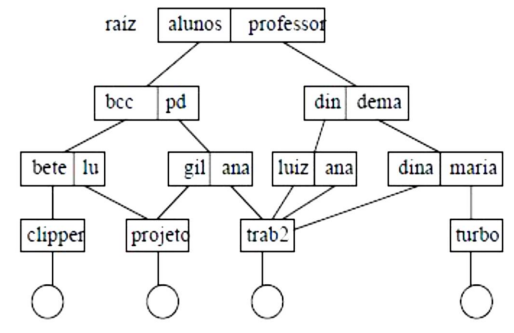 raiz alunos professor
bcc pd din dema
bete lu gil ana luiz ana dina maria
clipper projeto trab2 turbo